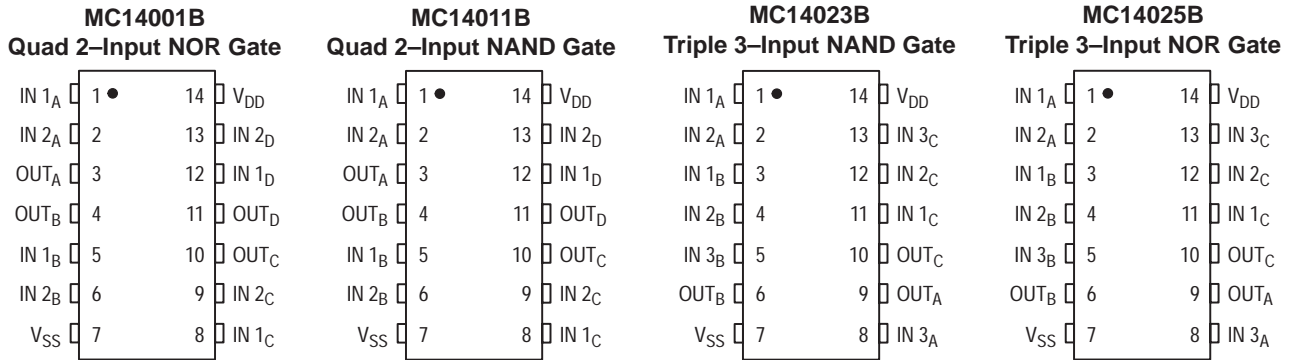 MC14001B
Quad 2–Input NOR Gate
IN 1A 1 14 VDD
IN 2A 2 13 IN 2D
OUTA 3 12 IN 1D
OUTB 4 11 OUTD
IN 1B 5 10 OUTC
IN 2B 6 9 IN 2C
VSS 7 8 IN 1C
MC14011B
Quad 2–Input NAND Gate
IN 1A 1 14 VDD
IN 2A 2 13 IN 2D
OUTA 3 12 IN 1D
OUTB 4 11 OUTD
IN 1B 5 10 OUTC
IN 2B 6 9 IN 2C
VSS 7 8 IN 1C
MC14023B
Triple 3–Input NAND Gate
IN 1A 1 14 VDD
IN 2A 2 13 IN 3C
IN 1B 3 12 IN 2C
IN 2B 4 11 IN 1C
IN 3B 5 10 OUTC
OUTB 6 9 OUTA
VSS 7 8 IN 3A
MC14025B
Triple 3–Input NOR Gate
IN 1A 1 14 VDD
IN 2A 2 13 IN 3C
IN 1B 3 12 IN 2C
IN 2B 4 11 IN 1C
IN 3B 5 10 OUTC
OUTB 6 9 OUTA
VSS 7 8 IN 3A